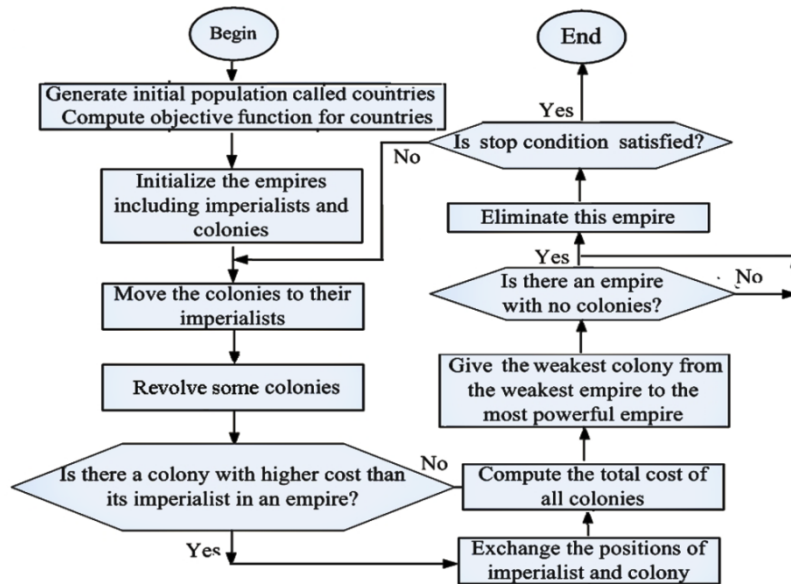 Begin
Generate initial population called countries
Compute objective function for countries
Initialize the empires
including imperialists and
colonies
Move the colonies to their
imperialists
Revolve some colonies
Is there a colony with higher cost than
its imperialist in an empire?
No
Yes
Exchange the positions of
imperialist and colony
Compute the total cost of
all colonies
Give the weakest colony from
the weakest empire to the
most powerful empire
Is there an empire
with no colonies?
No
Yes
Eliminate this empire
Is stop condition satisfied?
No
Yes
End